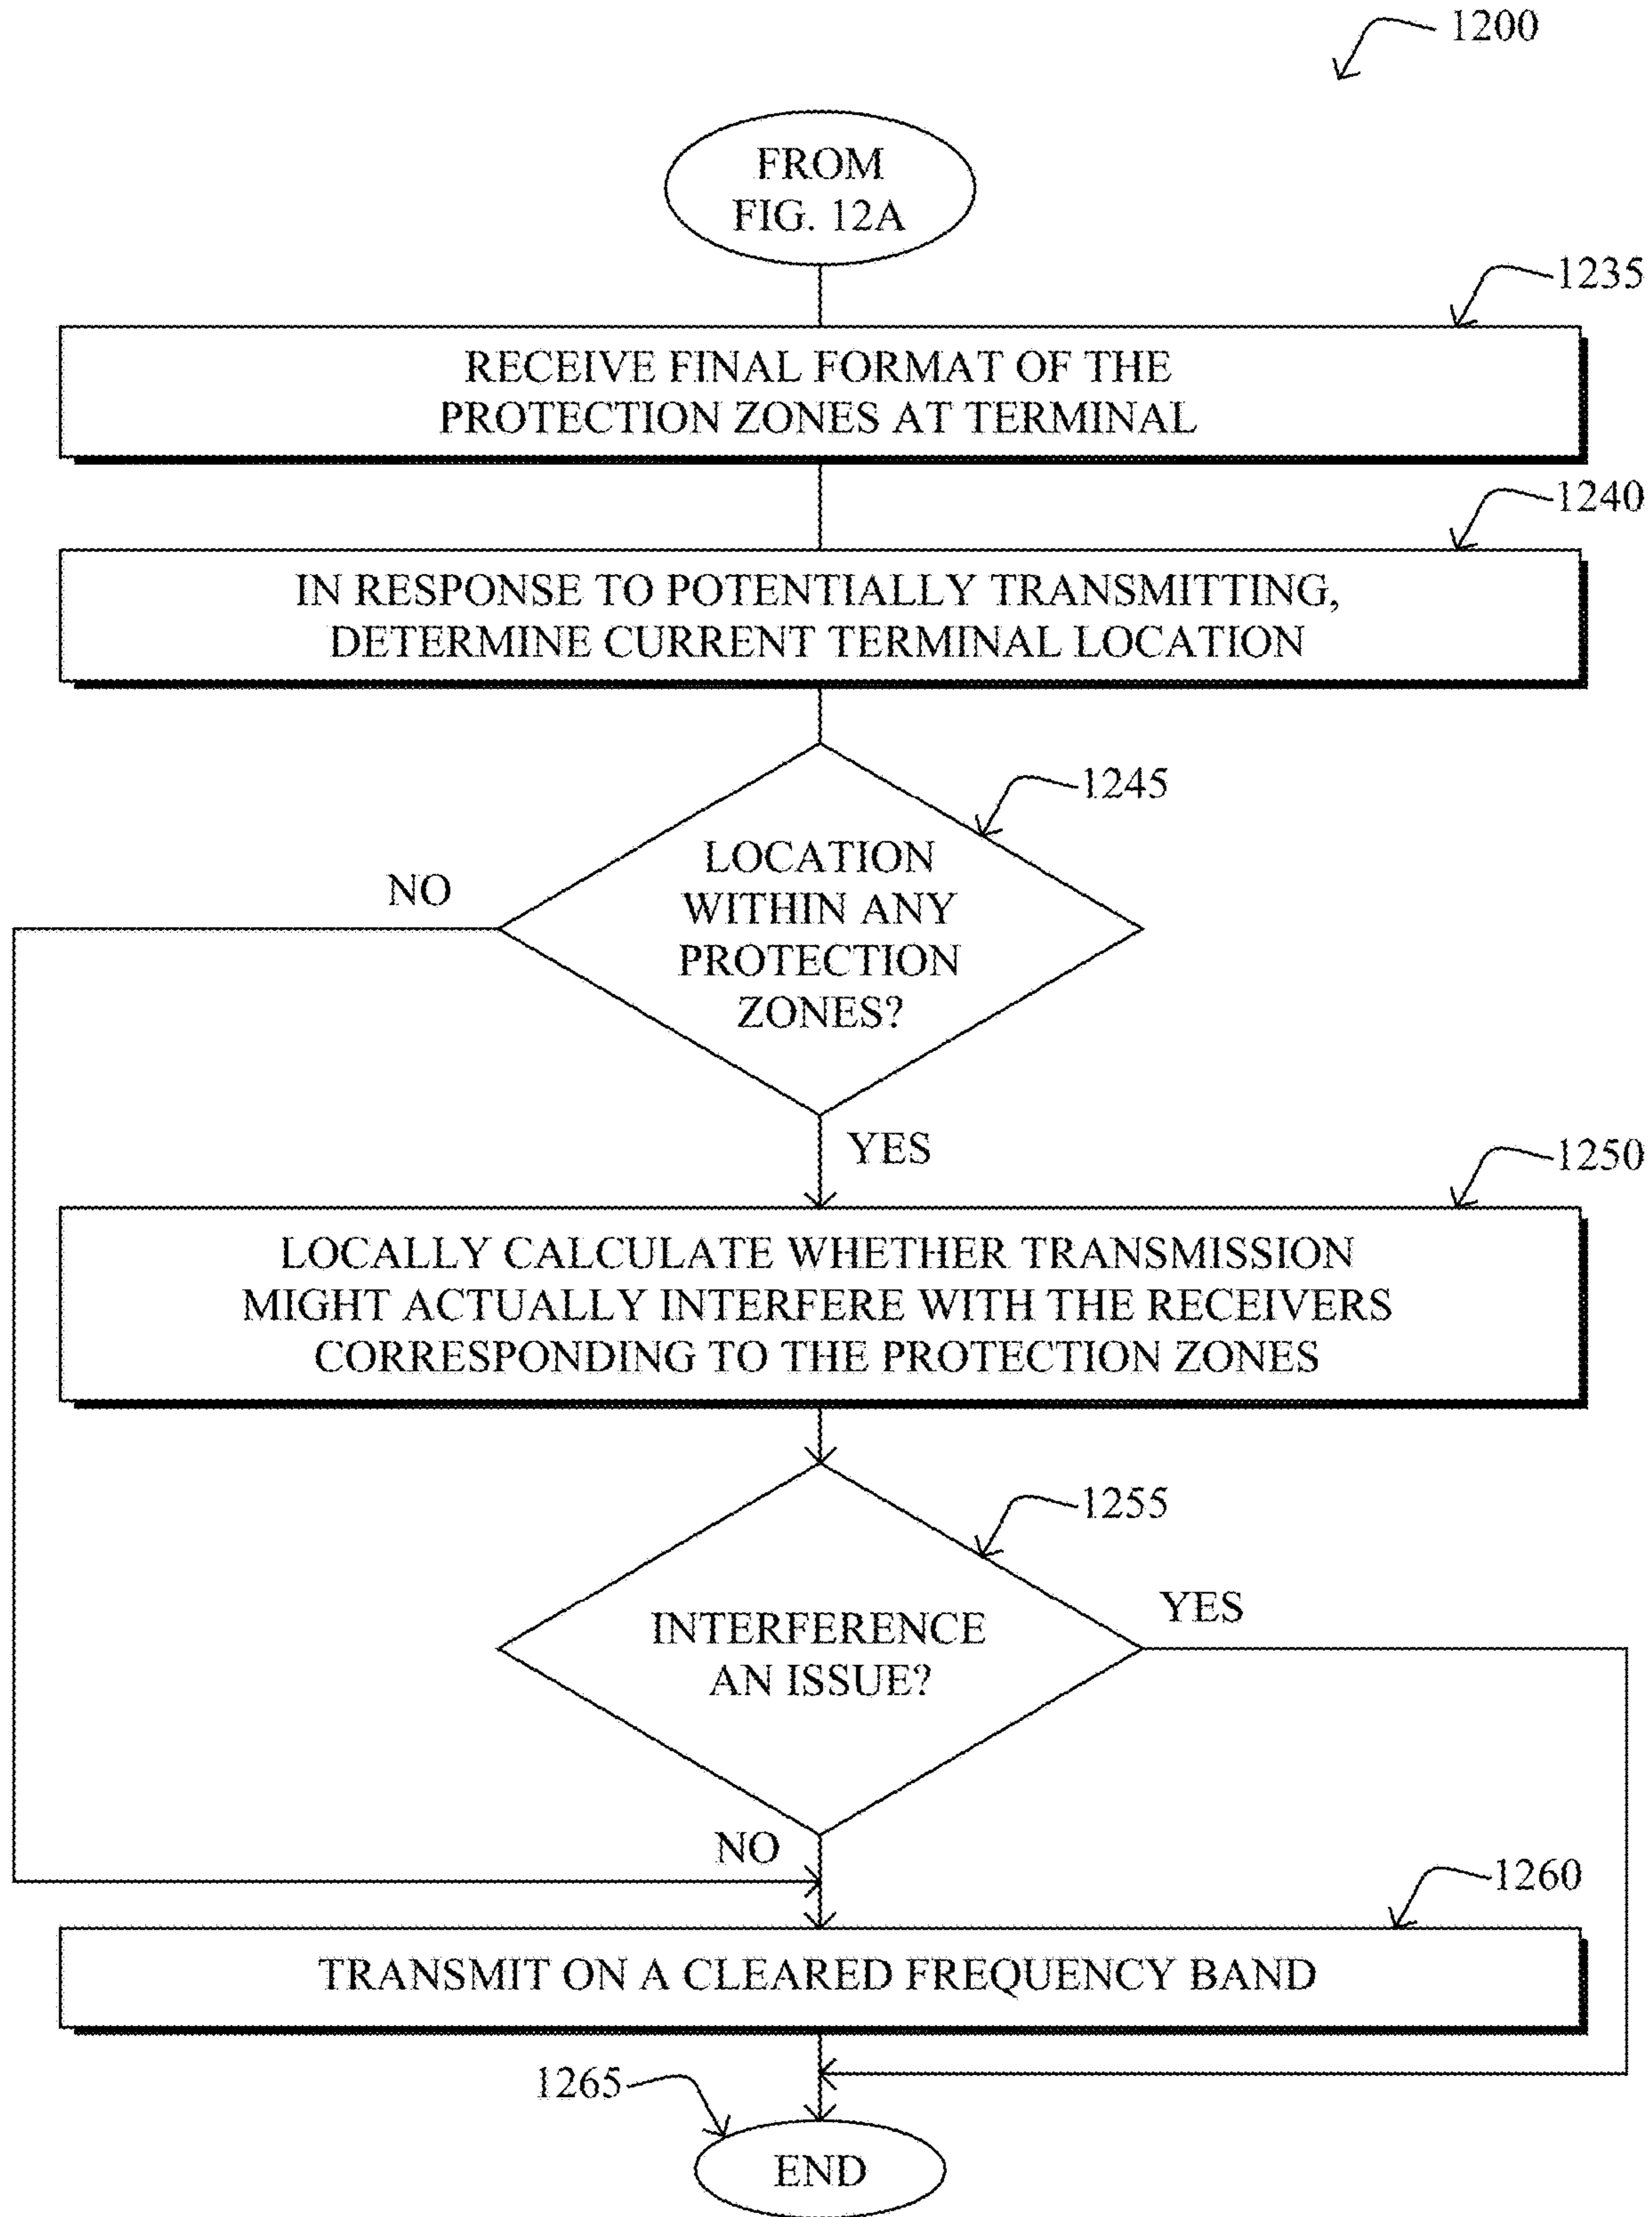 1200
FROM
FIG. 12A
1235
RECEIVE FINAL FORMAT OF THE
PROTECTION ZONES AT TERMINAL
1240
IN RESPONSE TO POTENTIALLY TRANSMITTING,
DETERMINE CURRENT TERMINAL LOCATION
1245
LOCATION
WITHIN ANY
PROTECTION
ZONES?
NO
YES
1250
LOCALLY CALCULATE WHETHER TRANSMISSION
MIGHT ACTUALLY INTERFERE WITH THE RECEIVERS
CORRESPONDING TO THE PROTECTION ZONES
1255
INTERFERENCE
AN ISSUE?
YES
NO
1260
TRANSMIT ON A CLEARED FREQUENCY BAND
1265
END